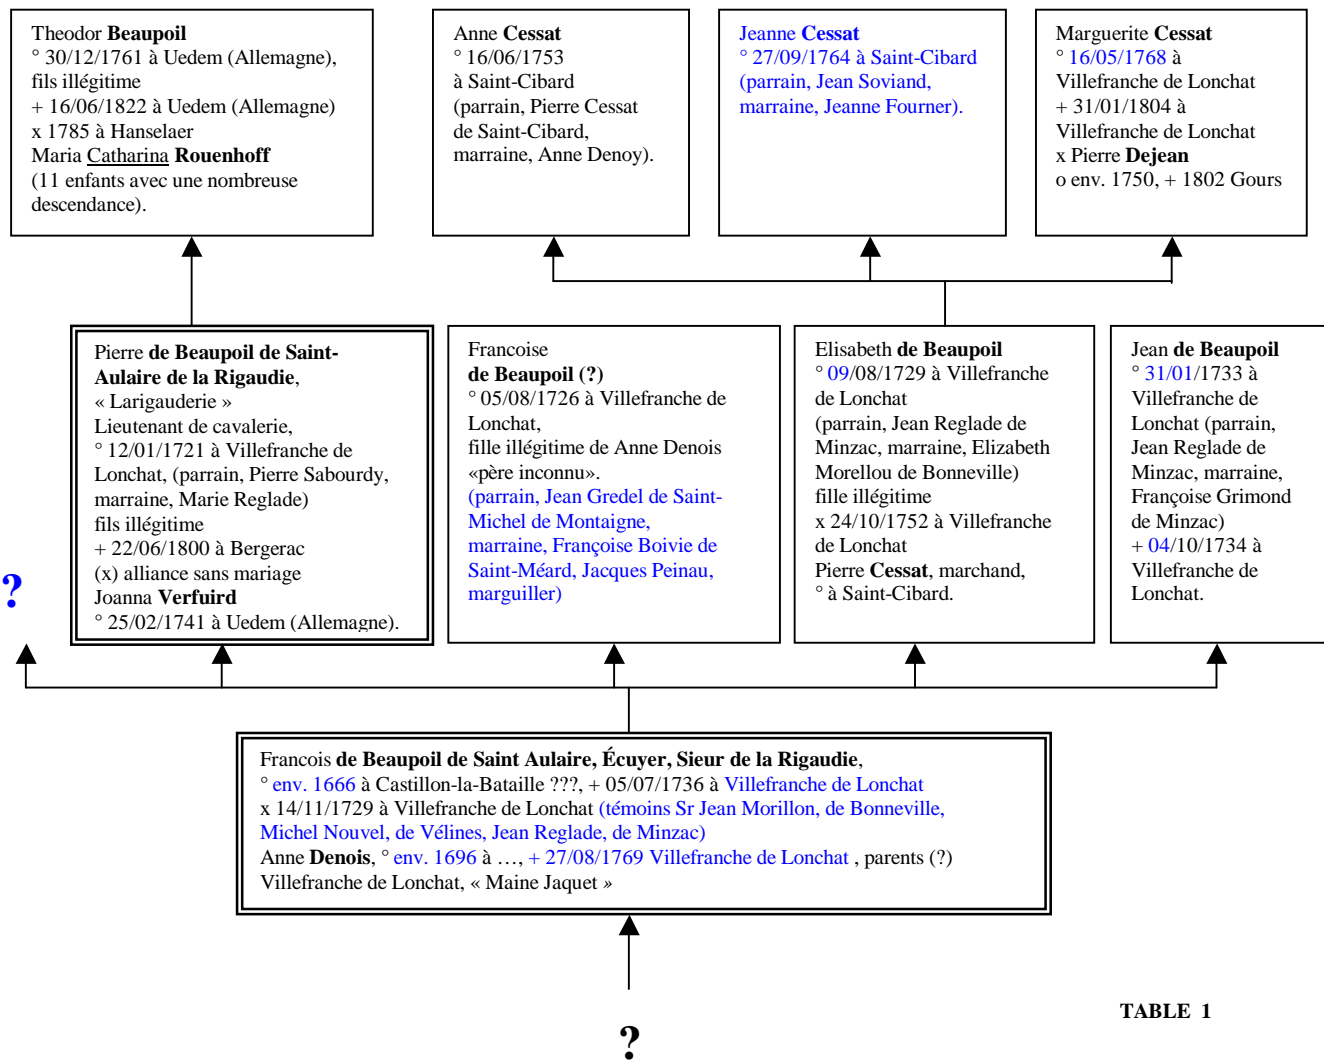 Theodor Beaupoil
° 30/12/1761 à Uedem (Allemagne),
fils illégitime
+ 16/06/1822 à Uedem (Allemagne)
x 1785 à Hanselaer
Maria Catharina Rouenhoff
(11 enfants avec une nombreuse
descendance).
Anne Cessat
° 16/06/1753
à Saint-Cibard
(parrain, Pierre Cessat
de Saint-Cibard,
marraine, Anne Denoy).
Jeanne Cessat
° 27/09/1764 à Saint-Cibard
(parrain, Jean Soviand,
marraine, Jeanne Fourner).
Marguerite Cessat
° 16/05/1768 à
Villefranche de Lonchat
+ 31/01/1804 à
Villefranche de Lonchat
x Pierre Dejean
o env. 1750, + 1802 Gours
Pierre de Beaupoil de Saint-
Aulaire de la Rigaudie,
« Larigauderie »
Lieutenant de cavalerie,
° 12/01/1721 à Villefranche de
Lonchat, (parrain, Pierre Sabourdy,
marraine, Marie Reglade)
fils illégitime
+ 22/06/1800 à Bergerac
(x) alliance sans mariage
Joanna Verfuird
° 25/02/1741 à Uedem (Allemagne).
Francoise
de Beaupoil (?)
° 05/08/1726 à Villefranche de
Lonchat,
fille illégitime de Anne Denois
«père inconnu».
(parrain, Jean Gredel de Saint-
Michel de Montaigne,
marraine, Françoise Boivie de
Saint-Méard, Jacques Peinau,
marguiller)
Elisabeth de Beaupoil
° 09/08/1729 à Villefranche
de Lonchat
(parrain, Jean Reglade de
Minzac, marraine, Elizabeth
Morellou de Bonneville)
fille illégitime
x 24/10/1752 à Villefranche
de Lonchat
Pierre Cessat, marchand,
° à Saint-Cibard.
Jean de Beaupoil
° 31/01/1733 à
Villefranche de
Lonchat (parrain,
Jean Reglade de
Minzac, marraine,
Françoise Grimond
de Minzac)
+ 04/10/1734 à
Villefranche de
Lonchat.
?
Francois de Beaupoil de Saint Aulaire, Écuyer, Sieur de la Rigaudie,
° env. 1666 à Castillon-la-Bataille ???, + 05/07/1736 à Villefranche de Lonchat
x 14/11/1729 à Villefranche de Lonchat (témoins Sr Jean Morillon, de Bonneville,
Michel Nouvel, de Vélines, Jean Reglade, de Minzac)
Anne Denois, ° env. 1696 à …, + 27/08/1769 Villefranche de Lonchat , parents (?)
Villefranche de Lonchat, « Maine Jaquet »
TABLE 1
?